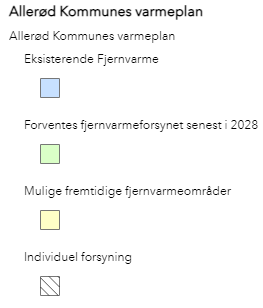 Allerød Kommunes varmeplan
Allerød Kommunes varmeplan
Eksisterende Fjernvarme
Forventes fjernvarmeforsynet senest i 2028
Mulige fremtidige fjernvarmeområder
Individuel forsyning